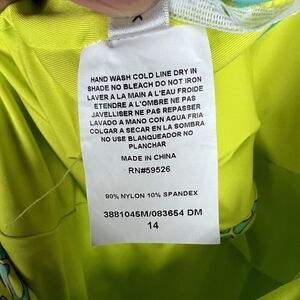 HAND WASH COLD LINE DRY IN
SHADE NO BLEACH DO NOT IRON
LAVER A LA MAIN A L'EAU FROIDE
ETENDRE A L'OMBRE NE PAS
JAVELLISER NE PAS REPASSER
LAVADO A MANO CON AGUA FRIA
COLGAR A SECAR EN LA SOMBRA
NO USE BLANQUEADOR NO
PLANCHAR
MADE IN CHINA
RN#59526
90% NYLON 10% SPANDEX
3881045M/083654 DM
14